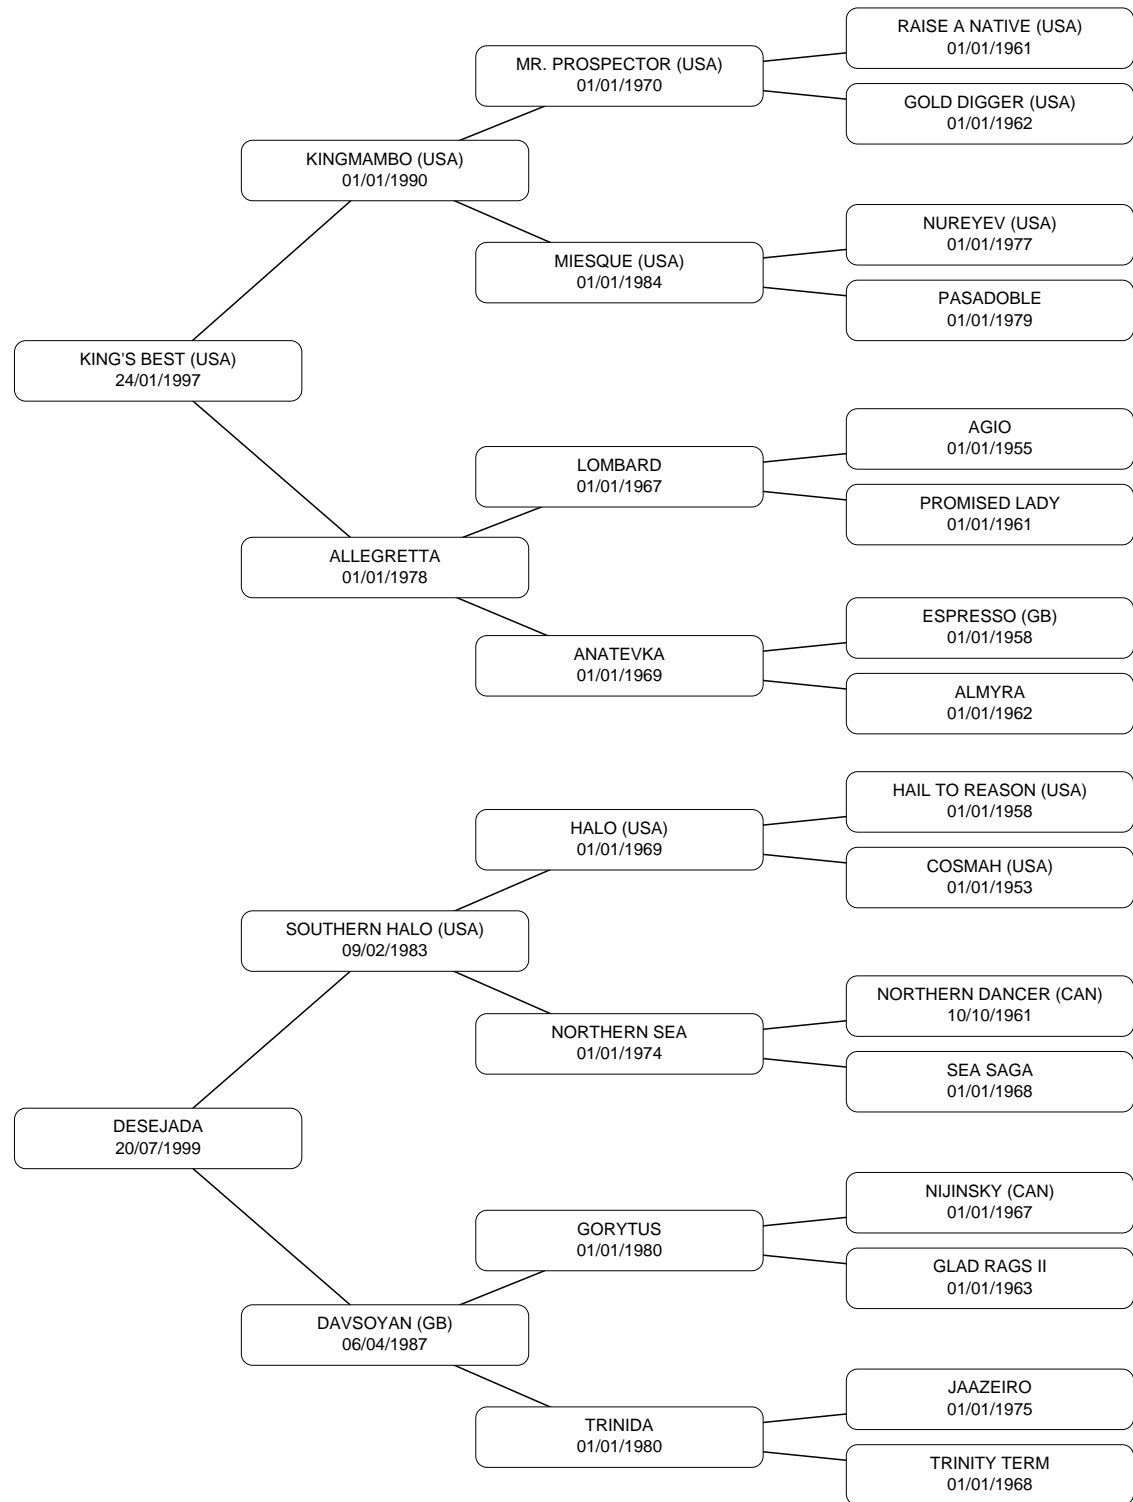 RAISE A NATIVE (USA)
01/01/1961
MR. PROSPECTOR (USA)
01/01/1970
GOLD DIGGER (USA)
01/01/1962
KINGMAMBO (USA)
01/01/1990
NUREYEV (USA)
01/01/1977
MIESQUE (USA)
01/01/1984
PASADOBLE
01/01/1979
KING'S BEST (USA)
24/01/1997
AGIO
01/01/1955
LOMBARD
01/01/1967
PROMISED LADY
01/01/1961
ALLEGRETTA
01/01/1978
ESPRESSO (GB)
01/01/1958
ANATEVKA
01/01/1969
ALMYRA
01/01/1962
HAIL TO REASON (USA)
01/01/1958
HALO (USA)
01/01/1969
COSMAH (USA)
01/01/1953
SOUTHERN HALO (USA)
09/02/1983
NORTHERN DANCER (CAN)
10/10/1961
NORTHERN SEA
01/01/1974
SEA SAGA
01/01/1968
DESEJADA
20/07/1999
NIJINSKY (CAN)
01/01/1967
GORYTUS
01/01/1980
GLAD RAGS II
01/01/1963
DAVSOYAN (GB)
06/04/1987
JAAZEIRO
01/01/1975
TRINIDA
01/01/1980
TRINITY TERM
01/01/1968